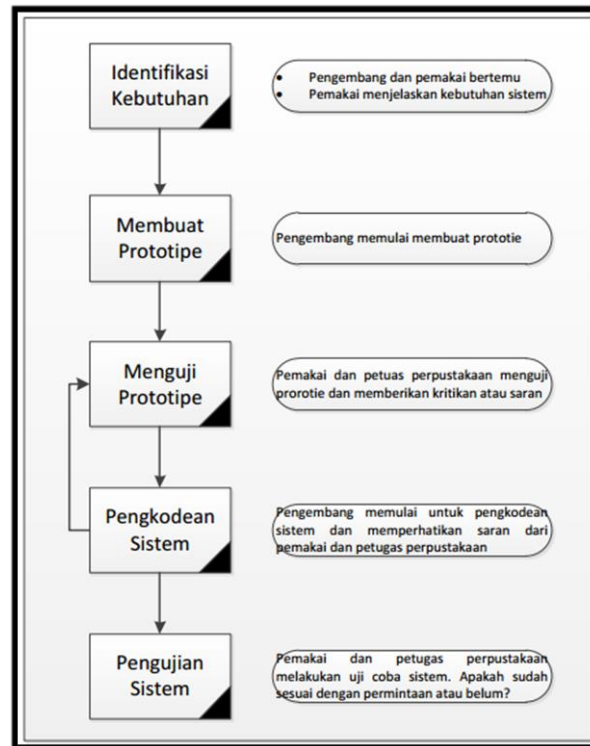 Identifikasi
Kebutuhan
• Pengembang dan pemakai bertemu
• Pemakai menjelaskan kebutuhan sistem
Membuat
Prototipe
Pengembang memulai membuat prototie
Menguji
Prototipe
Pemakai dan petuas perpustakaan menguji
prorotie dan memberikan kritikan atau saran
Pengkodean
Sistem
Pengembang memulai untuk pengkodean
sistem dan memperhatikan saran dari
pemakai dan petugas perpustakaan
Pengujian
Sistem
Pemakai dan petugas perpustakaan
melakukan uji coba sistem. Apakah sudah
sesuai dengan permintaan atau belum?